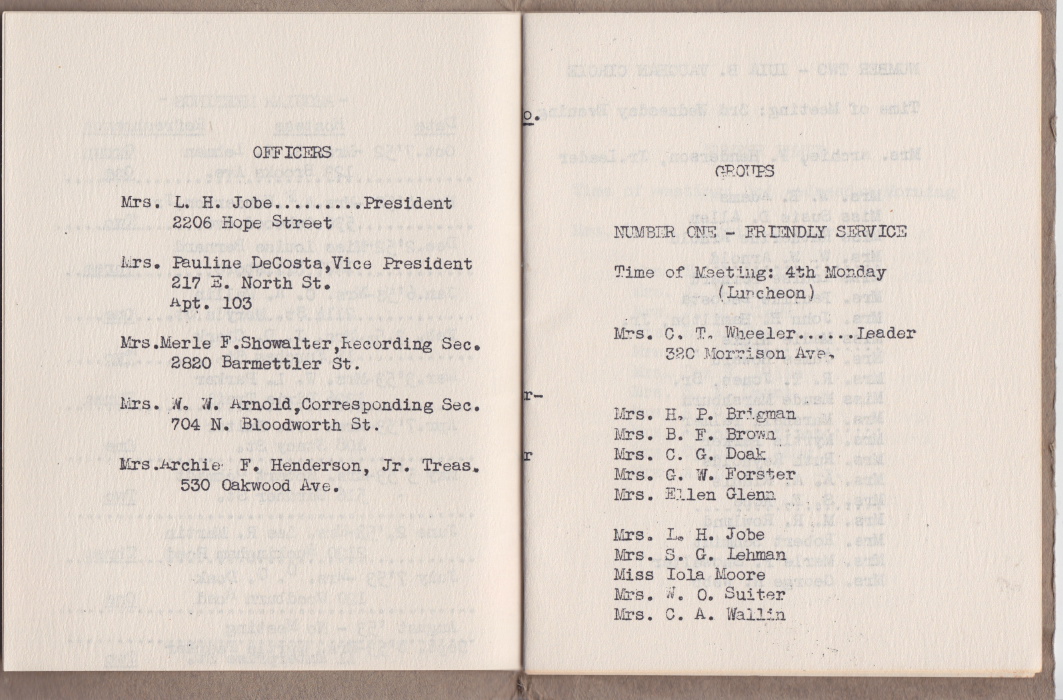 OFFICERS
Mrs. L. H. Jobe.........President
2206 Hope Street
Mrs. Pauline DeCosta,Vice President
217 E. North St.
Apt. 103
Mrs.Merle F.Showalter,Recording Sec.
2820 Barmettler St.
Mrs. W. W. Arnold,Corresponding Sec.
704 N. Bloodworth St.
Mrs.Archie F. Henderson, Jr. Treas.
530 Oakwood Ave.
o.
r-
r
GROUPS
NUMBER ONE - FRIENDLY SERVICE
Time of Meeting: 4th Monday
(Luncheon)
Mrs. C. T. Wheeler......Leader
320 Morrison Ave.
Mrs. H. P. Brigman
Mrs. B. F. Brown
Mrs. C. G. Doak
Mrs. G. W. Forster
Mrs. Ellen Glenn
Mrs. L. H. Jobe
Mrs. S. G. Lehman
Miss Iola Moore
Mrs. W. O. Suiter
Mrs. C. A. Wallin